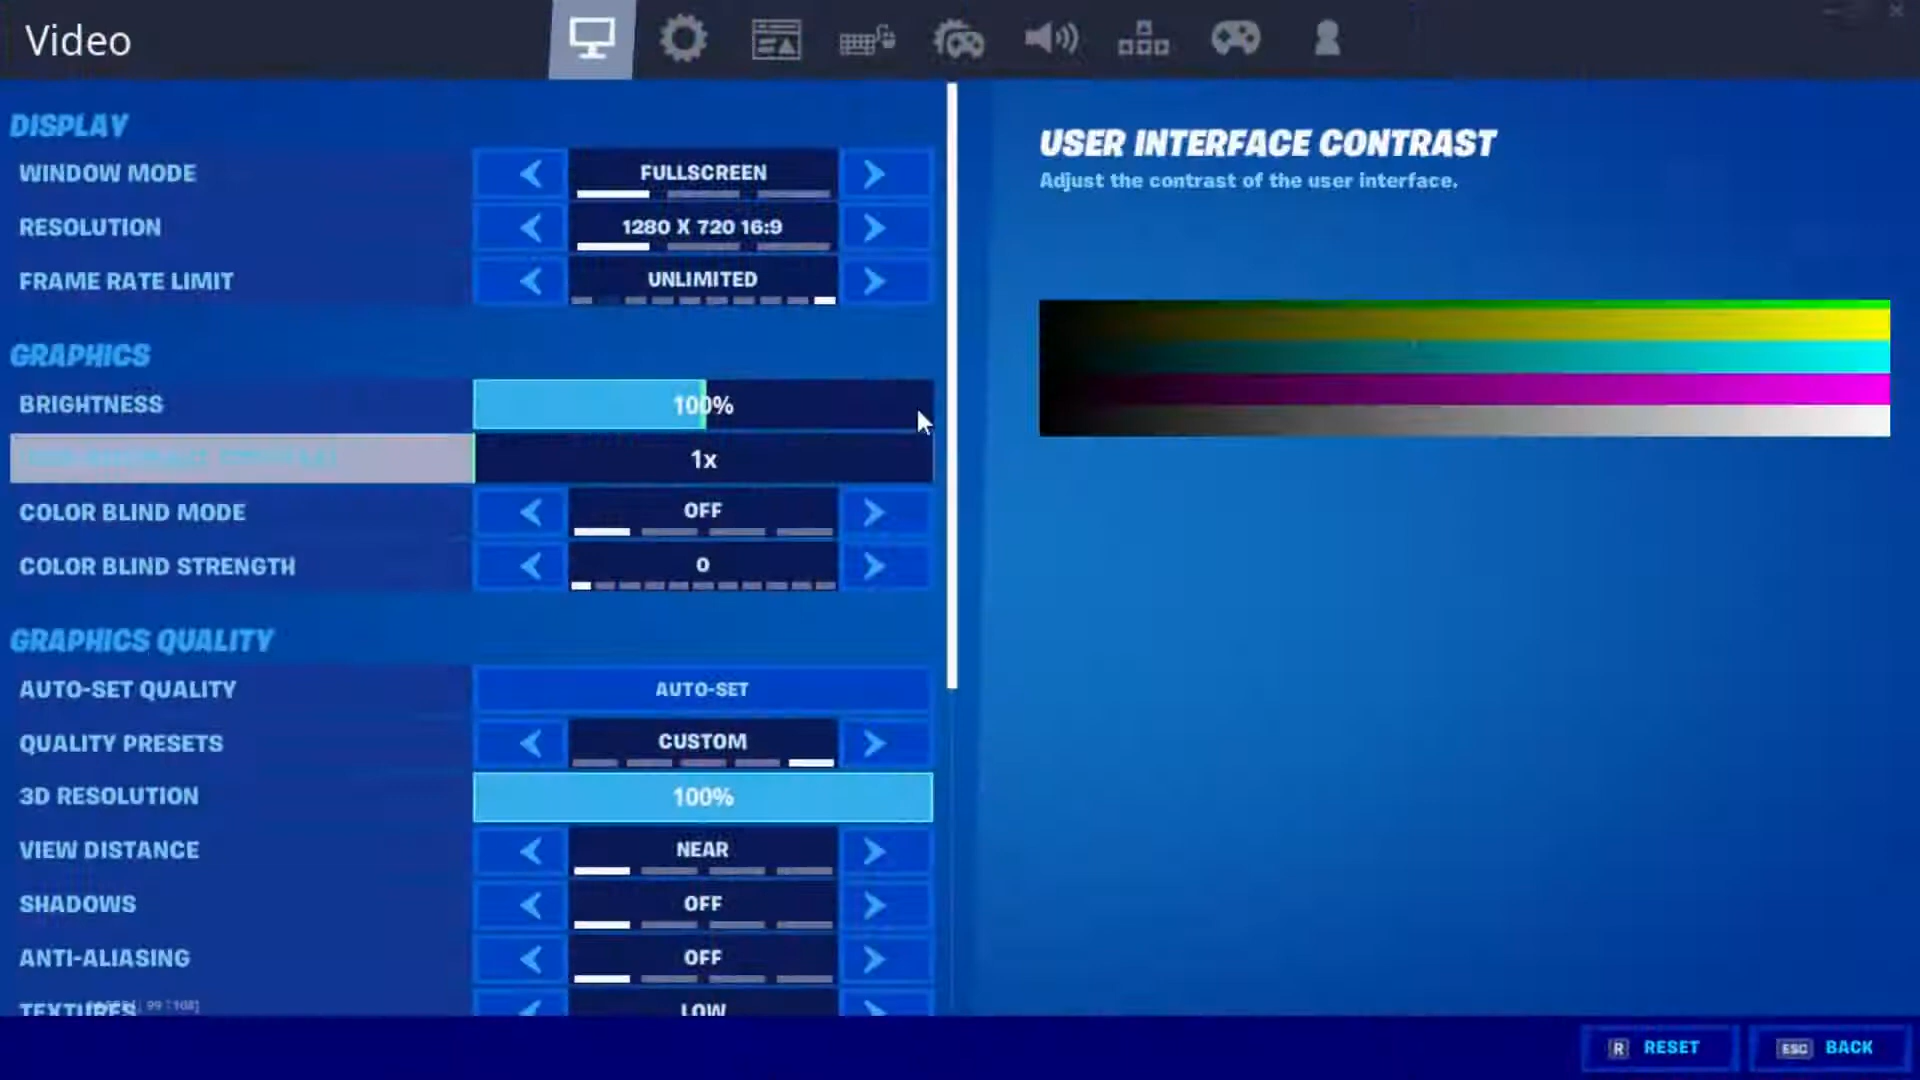 Video
DISPLAY
WINDOW MODE
FULLSCREEN
RESOLUTION
1280 X 720 16:9
FRAME RATE LIMIT
UNLIMITED
GRAPHICS
BRIGHTNESS
100%
1x
COLOR BLIND MODE
OFF
COLOR BLIND STRENGTH
0
GRAPHICS QUALITY
AUTO-SET QUALITY
AUTO-SET
QUALITY PRESETS
CUSTOM
3D RESOLUTION
100%
VIEW DISTANCE
NEAR
SHADOWS
OFF
ANTI-ALIASING
OFF
TEXTURES
LOW
USER INTERFACE CONTRAST
Adjust the contrast of the user interface.
R RESET
ESC BACK